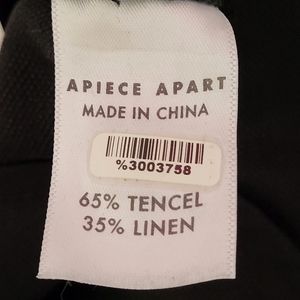 APIECE APART
MADE IN CHINA
%3003758
65% TENCEL
35% LINEN